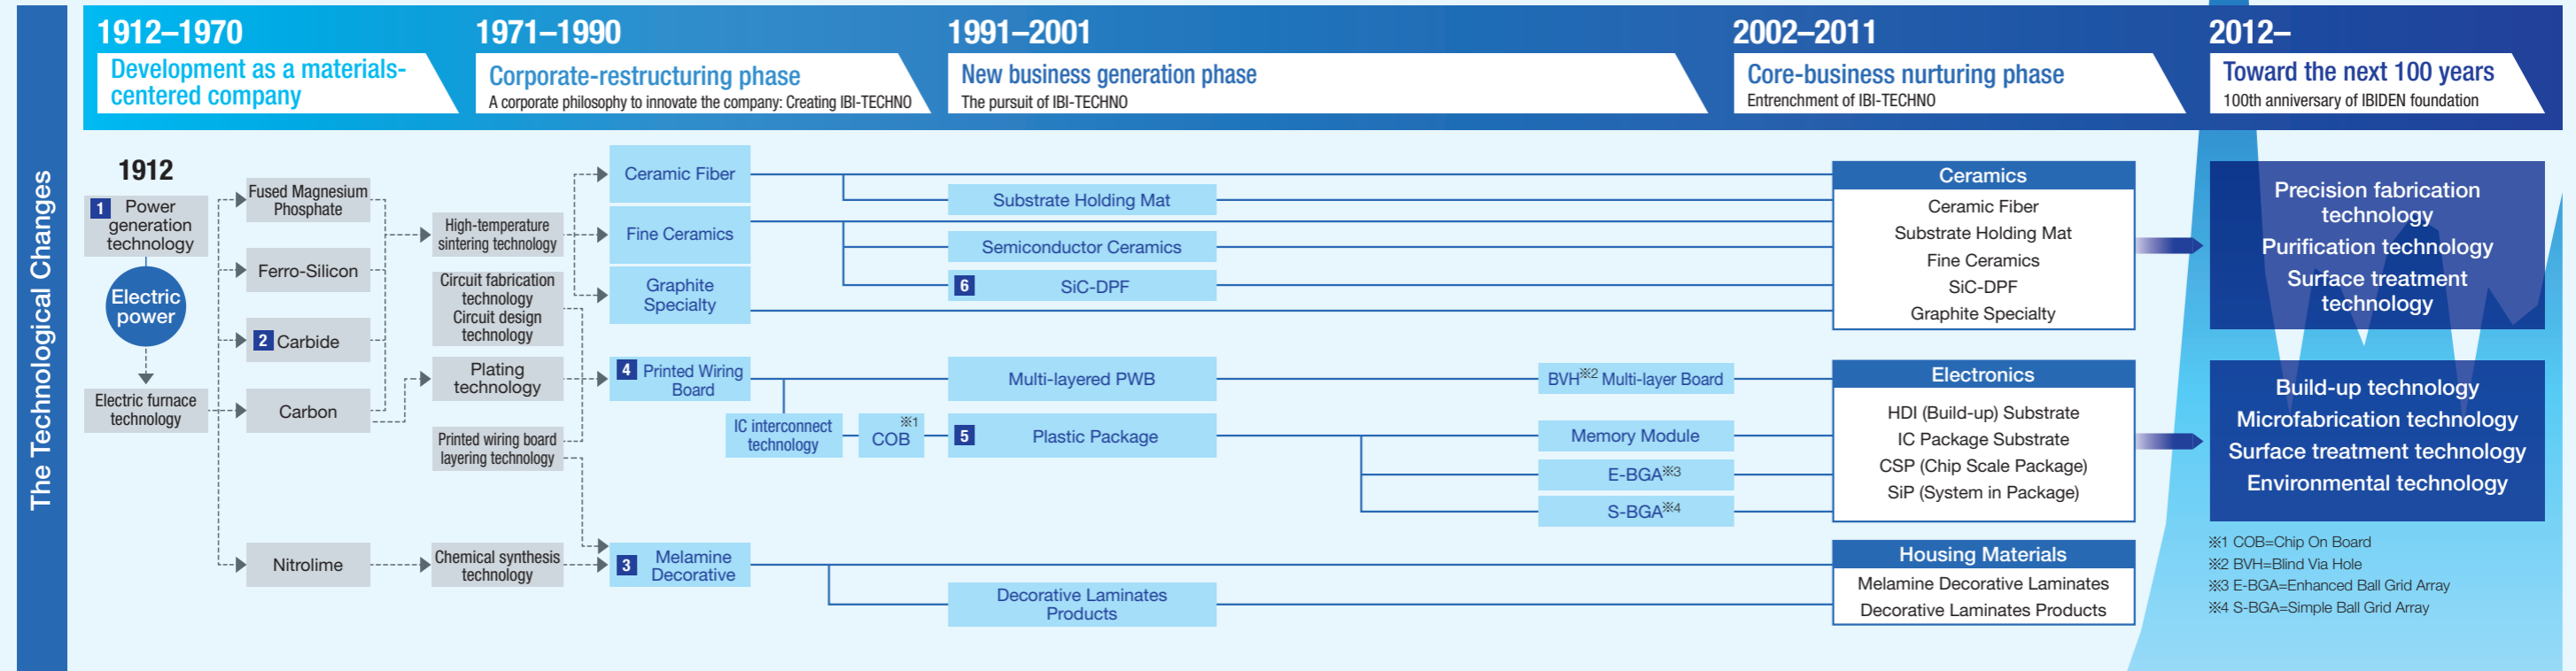 The Technological Changes
1912–1970
Development as a materials-
centered company
1971–1990
Corporate-restructuring phase
A corporate philosophy to innovate the company: Creating IBI-TECHNO
1991–2001
New business generation phase
The pursuit of IBI-TECHNO
2002–2011
Core-business nurturing phase
Entrenchment of IBI-TECHNO
2012–
Toward the next 100 years
100th anniversary of IBIDEN foundation
1912
1 Power
generation
technology
Electric
power
Electric furnace
technology
Fused Magnesium
Phosphate
Ferro-Silicon
2 Carbide
Carbon
Nitrolime
High-temperature
sintering technology
Circuit fabrication
technology
Circuit design
technology
Plating
technology
Printed wiring board
layering technology
Chemical synthesis
technology
Ceramic Fiber
Fine Ceramics
Graphite
Specialty
4 Printed Wiring
Board
IC interconnect
technology
※1
COB
3 Melamine
Decorative
Substrate Holding Mat
Semiconductor Ceramics
6 SiC-DPF
Multi-layered PWB
5 Plastic Package
Decorative Laminates
Products
BVH※2 Multi-layer Board
Memory Module
E-BGA※3
S-BGA※4
Ceramics
Ceramic Fiber
Substrate Holding Mat
Fine Ceramics
SiC-DPF
Graphite Specialty
Electronics
HDI (Build-up) Substrate
IC Package Substrate
CSP (Chip Scale Package)
SiP (System in Package)
Housing Materials
Melamine Decorative Laminates
Decorative Laminates Products
Precision fabrication
technology
Purification technology
Surface treatment
technology
Build-up technology
Microfabrication technology
Surface treatment technology
Environmental technology
※1 COB=Chip On Board
※2 BVH=Blind Via Hole
※3 E-BGA=Enhanced Ball Grid Array
※4 S-BGA=Simple Ball Grid Array